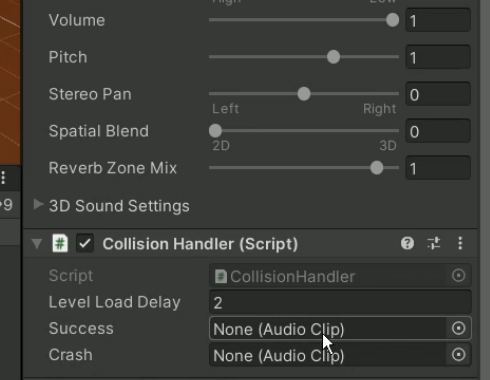 High Low
Volume 1
Pitch 1
Stereo Pan 0
Left Right
Spatial Blend 0
2D 3D
Reverb Zone Mix 1
3D Sound Settings
9
# Collision Handler (Script)
Script # CollisionHandler
Level Load Delay 2
Success None (Audio Clip)
Crash None (Audio Clip)